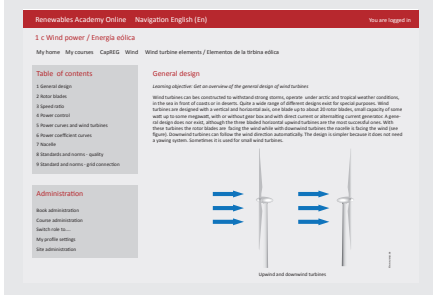 Renewables Academy Online Navigation English (En) You are logged in
1 c Wind power / Energía eólica
My home My courses CapREG Wind Wind turbine elements / Elementos de la tirbina eólica
Table of contents
1 General design
2 Rotor blades
3 Speed ratio
4 Power control
5 Power curves and wind turbines
6 Power coefficient curves
7 Nacelle
8 Standards and norms - quality
9 Standards and norms - grid connection
Administration
Book administration
Course administration
Switch role to...
My profile settings
Site administration
General design
Learning objective: Get an overview of the general design of wind turbines
Wind turbines can bes constructed to withstand strong storms, operate under arctic and tropical weather conditions,
in the sea in front of coasts or in deserts. Quite a wide range of different designs exist for special purposes. Wind
turbines are designed with a vertical and horizontal axis, one blade up to about 20 rotor blades, small capacity of some
watt up to some megawatt, with or without gear box and with direct current or alternating current generator. A gene-
ral design does not exist, although the three bladed horizontal upwind turbines are the most successful ones. With
these turbines the rotor blades are facing the wind while with downwind turbines the nacelle is facing the wind (see
figure). Downwind turbines can follow the wind direction automatically. The design is simpler because it does not need
a yawing system. Sometimes it is used for small wind turbines.
Upwind and downwind turbines